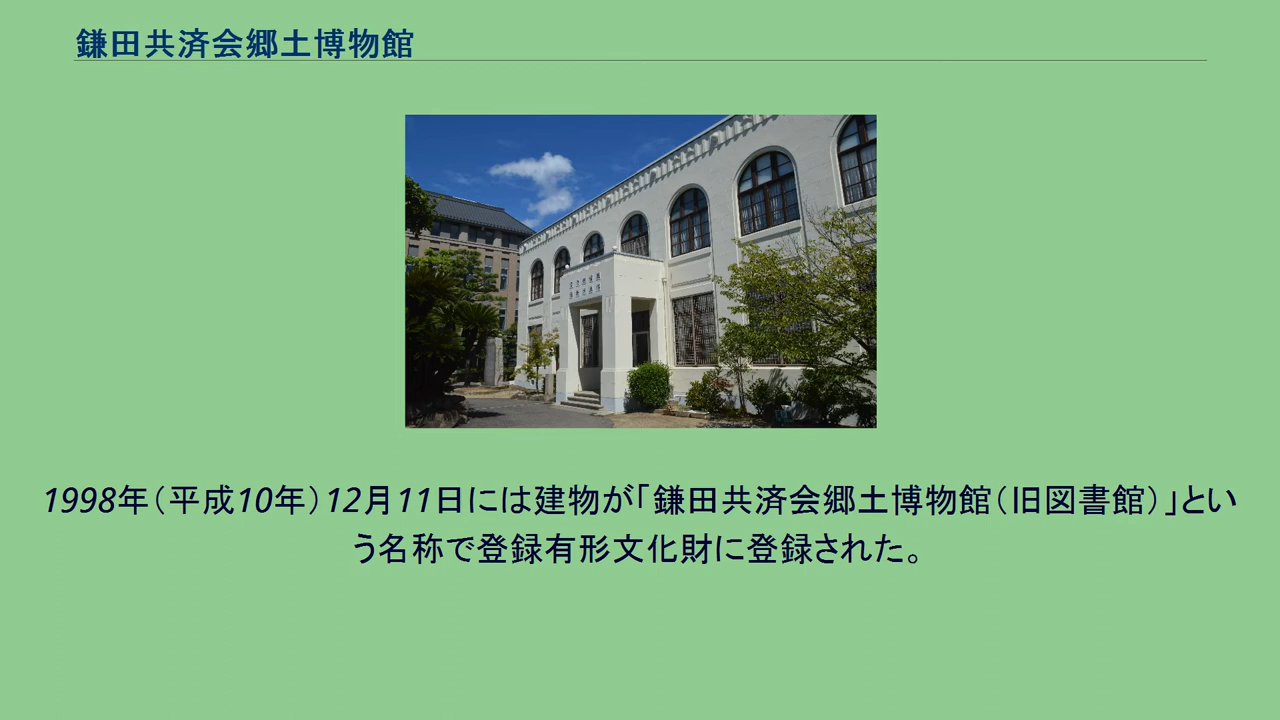 鎌田共済会郷土博物館
1998年（平成10年）12月11日には建物が「鎌田共済会郷土博物館（旧図書館）」とい
う名称で登録有形文化財に登録された。